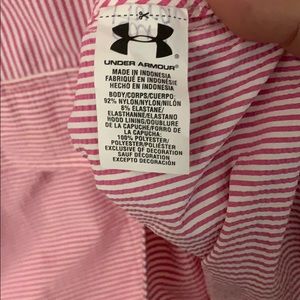 UNDER ARMOUR
MADE IN INDONESIA
FABRIQUÉ EN INDONÉSIE
HECHO EN INDONESIA
BODY/CORPS/CUERPO:
92% NYLON/NYLON/NILÓN
8% ELASTANE/
ELASTHANNE/ELASTANO
HOOD LINING/DOUBLURE
DE LA CAPUCHE/FORRO DE
LA CAPUCHA:
100% POLYESTER/
POLYESTER/POLIÉSTER
EXCLUSIVE OF DECORATION
SAUF DÉCORATION
EXCEPTO DECORACIÓN